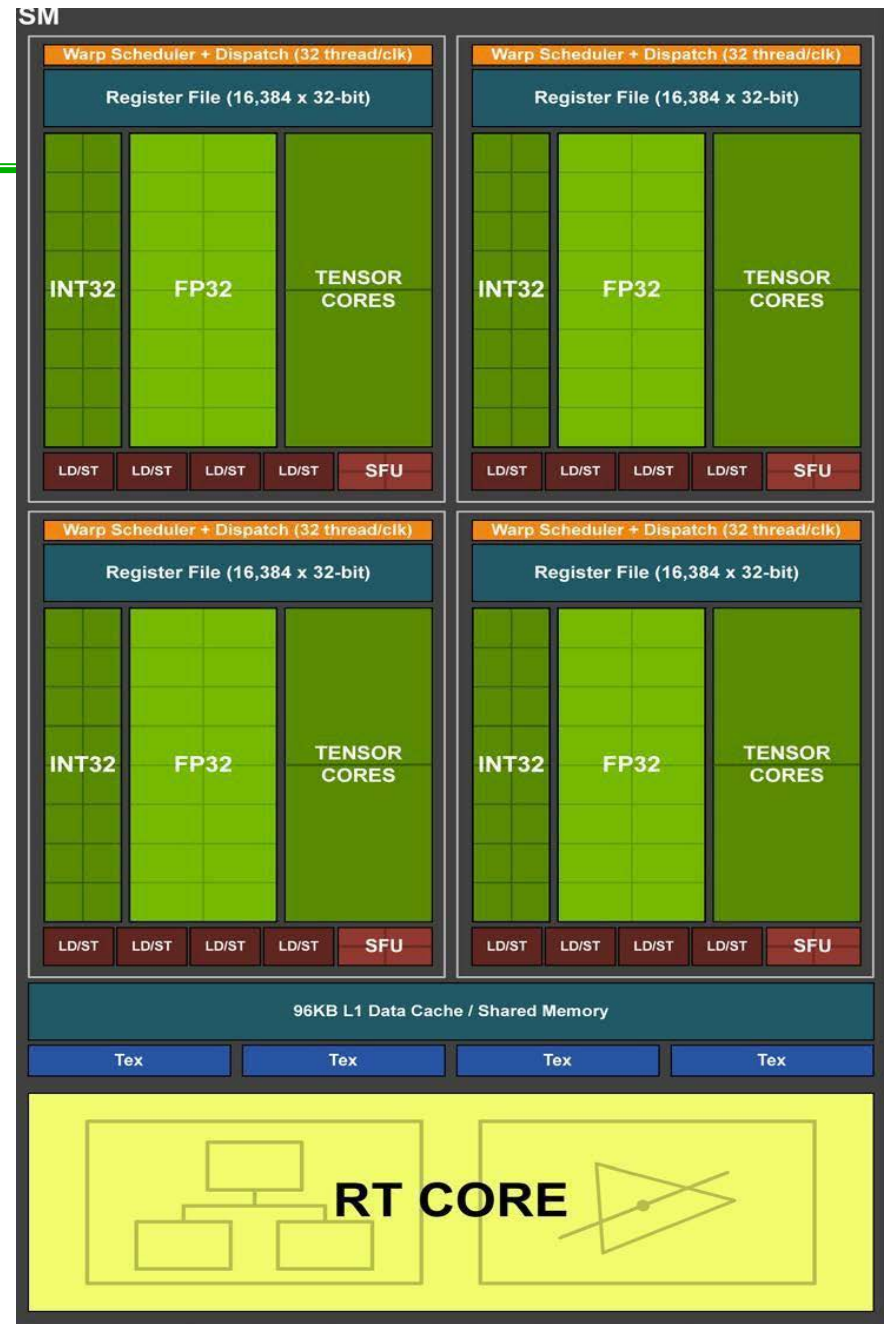 SM
Warp Scheduler + Dispatch (32 thread/clk)
Register File (16,384 x 32-bit)
INT32
FP32
TENSOR
CORES
LD/ST
LD/ST
LD/ST
LD/ST
SFU
Warp Scheduler + Dispatch (32 thread/clk)
Register File (16,384 x 32-bit)
INT32
FP32
TENSOR
CORES
LD/ST
LD/ST
LD/ST
LD/ST
SFU
Warp Scheduler + Dispatch (32 thread/clk)
Register File (16,384 x 32-bit)
INT32
FP32
TENSOR
CORES
LD/ST
LD/ST
LD/ST
LD/ST
SFU
Warp Scheduler + Dispatch (32 thread/clk)
Register File (16,384 x 32-bit)
INT32
FP32
TENSOR
CORES
LD/ST
LD/ST
LD/ST
LD/ST
SFU
96KB L1 Data Cache / Shared Memory
Tex
Tex
Tex
Tex
RT CORE